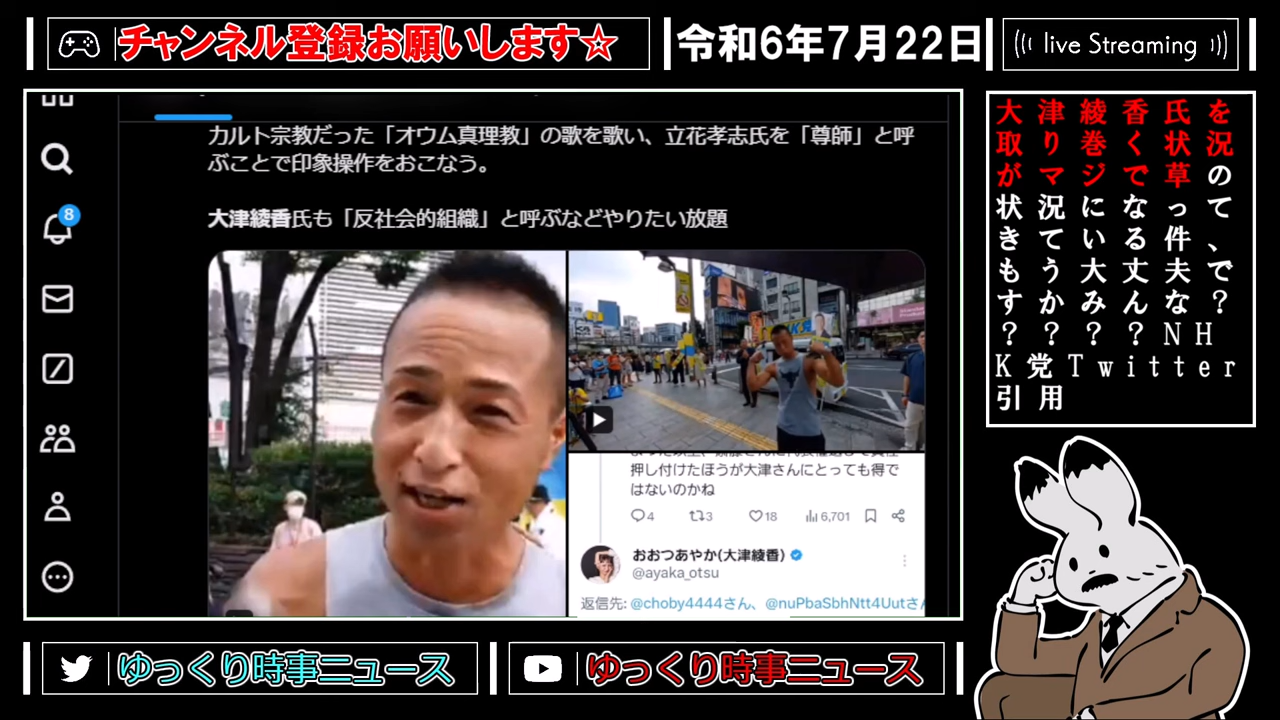 チャンネル登録お願いします☆
令和6年7月22日
live Streaming
カルト宗教だった「オウム真理教」の歌を歌い、立花孝志氏を「尊師」と呼
ぶことで印象操作をおこなう。
大津綾香氏も「反社会的組織」と呼ぶなどやりたい放題
8
押し付けたほうが大津さんにとっても得で
はないのかね
4 3 18 6,701
おおつあやか(大津綾香)
@ayaka_otsu
返信先: @choby4444さん、@nuPbaSbhNtt4Uutさん
大津綾香氏を
取り巻く状況
がマジで草の
状況になって
きている件、
もう大丈夫で
すかみんな？
？？？？NH
K党Twitter
引用
ゆっくり時事ニュース
ゆっくり時事ニュース